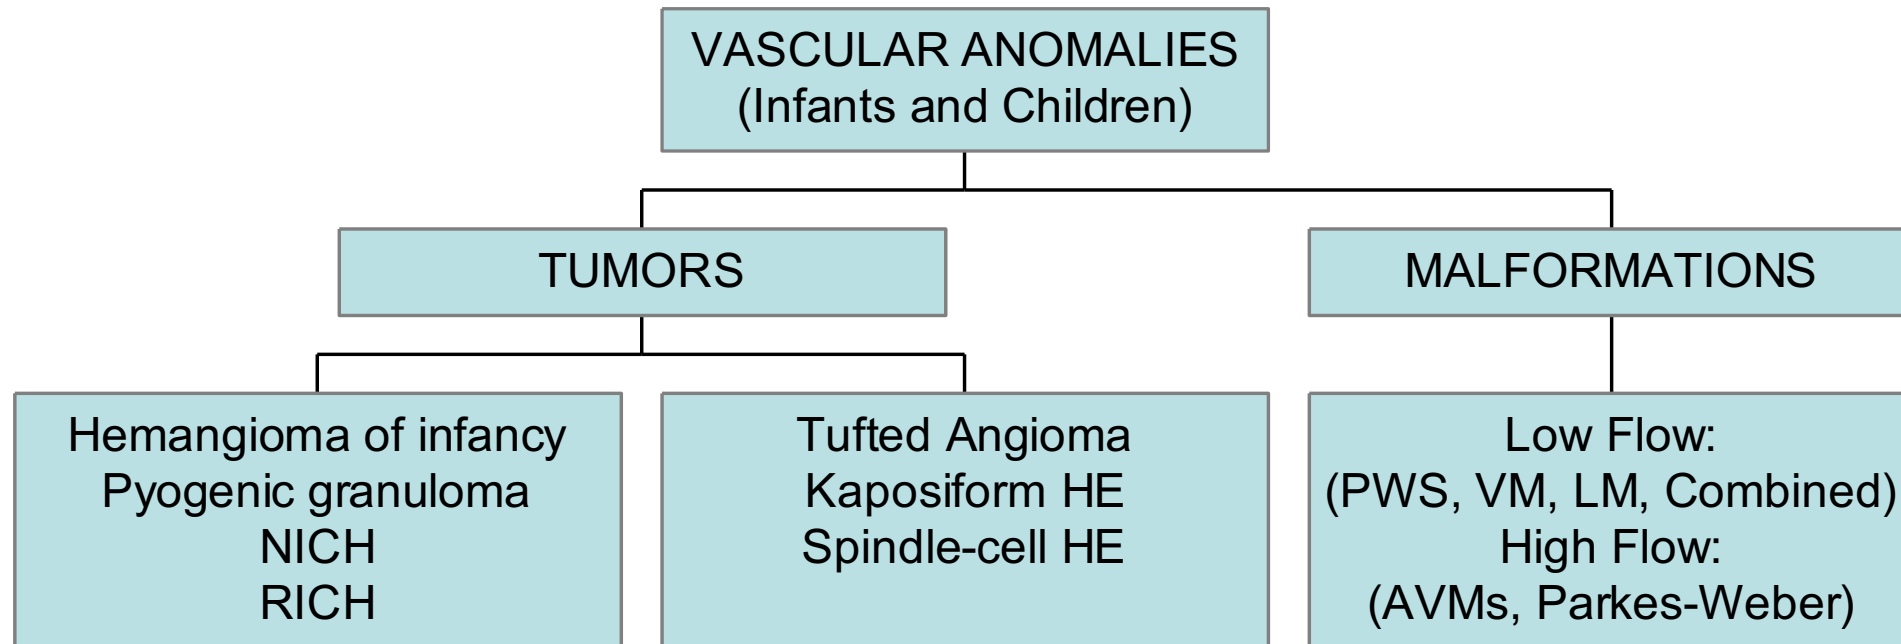 VASCULAR ANOMALIES
(Infants and Children)
TUMORS
MALFORMATIONS
Hemangioma of infancy
Pyogenic granuloma
NICH
RICH
Tufted Angioma
Kaposiform HE
Spindle-cell HE
Low Flow:
(PWS, VM, LM, Combined)
High Flow:
(AVMs, Parkes-Weber)